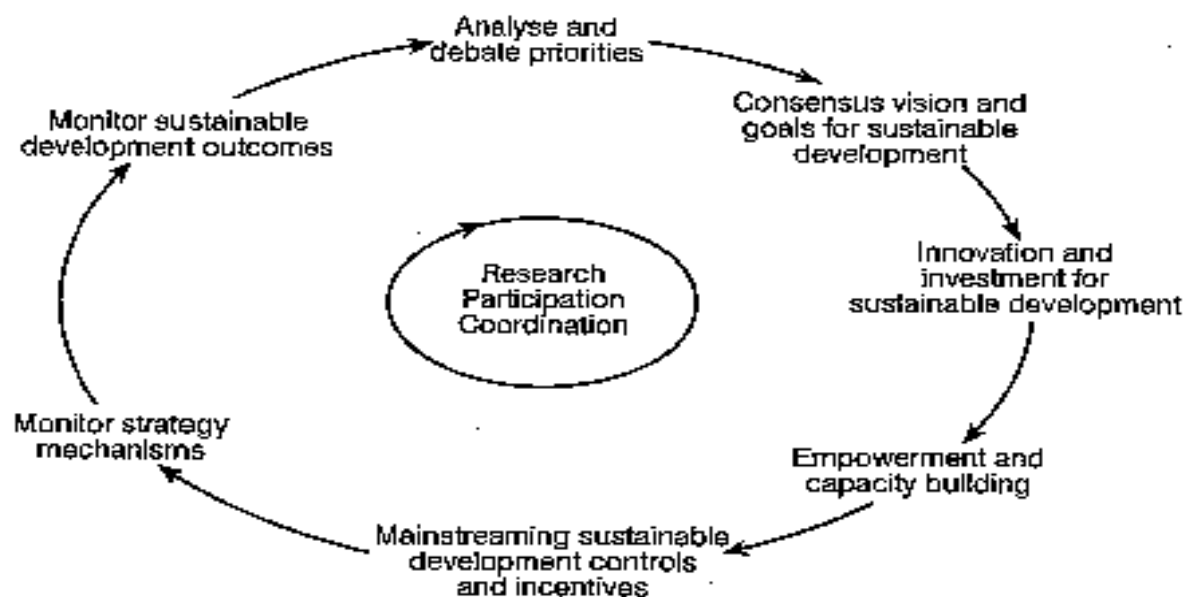 Analyse and
debate priorities
Consensus vision and
goals for sustainable
development
Innovation and
investment for
sustainable development
Empowerment and
capacity building
Mainstreaming sustainable
development controls
and incentives
Monitor strategy
mechanisms
Monitor sustainable
development outcomes
Research
Participation
Coordination